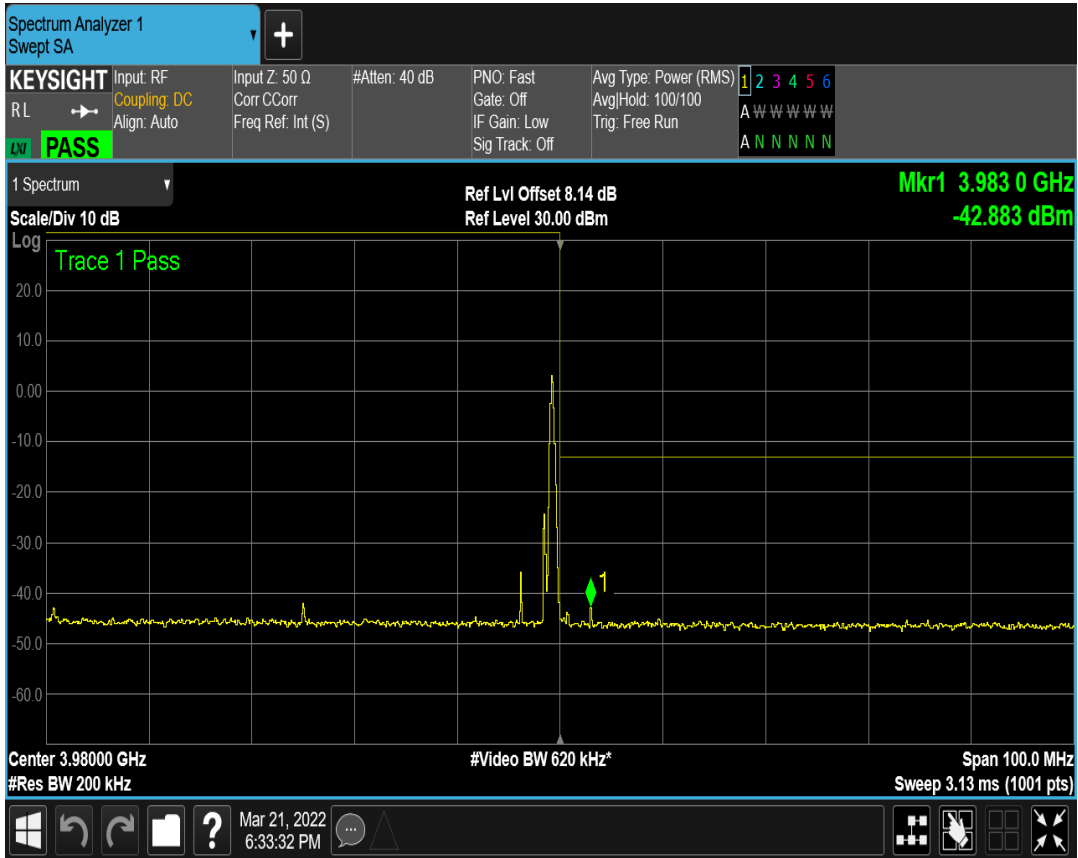 Spectrum Analyzer 1
Swept SA
+
KEYSIGHT
R L
LXI PASS
Input: RF
Coupling: DC
Align: Auto
Input Z: 50 Ω
Corr CCorr
Freq Ref: Int (S)
#Atten: 40 dB
PNO: Fast
Gate: Off
IF Gain: Low
Sig Track: Off
Avg Type: Power (RMS)
Avg|Hold: 100/100
Trig: Free Run
1 2 3 4 5 6
A W W W W W
A N N N N N
1 Spectrum
Scale/Div 10 dB
Ref Lvl Offset 8.14 dB
Ref Level 30.00 dBm
Mkr1 3.983 0 GHz
-42.883 dBm
Log
Trace 1 Pass
20.0
10.0
0.00
-10.0
-20.0
-30.0
-40.0
1
-50.0
-60.0
Center 3.98000 GHz
#Video BW 620 kHz*
Span 100.0 MHz
#Res BW 200 kHz
Sweep 3.13 ms (1001 pts)
?
Mar 21, 2022
6:33:32 PM